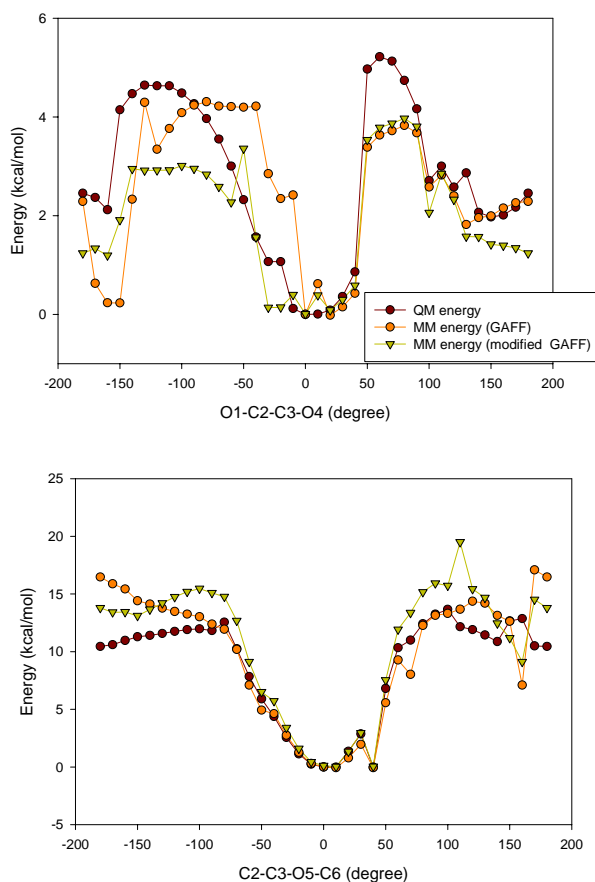 6
4
2
0
Energy (kcal/mol)
-200 -150 -100 -50 0 50 100 150 200
O1-C2-C3-O4 (degree)
QM energy
MM energy (GAFF)
MM energy (modified GAFF)
25
20
15
10
5
0
-5
Energy (kcal/mol)
-200 -150 -100 -50 0 50 100 150 200
C2-C3-O5-C6 (degree)